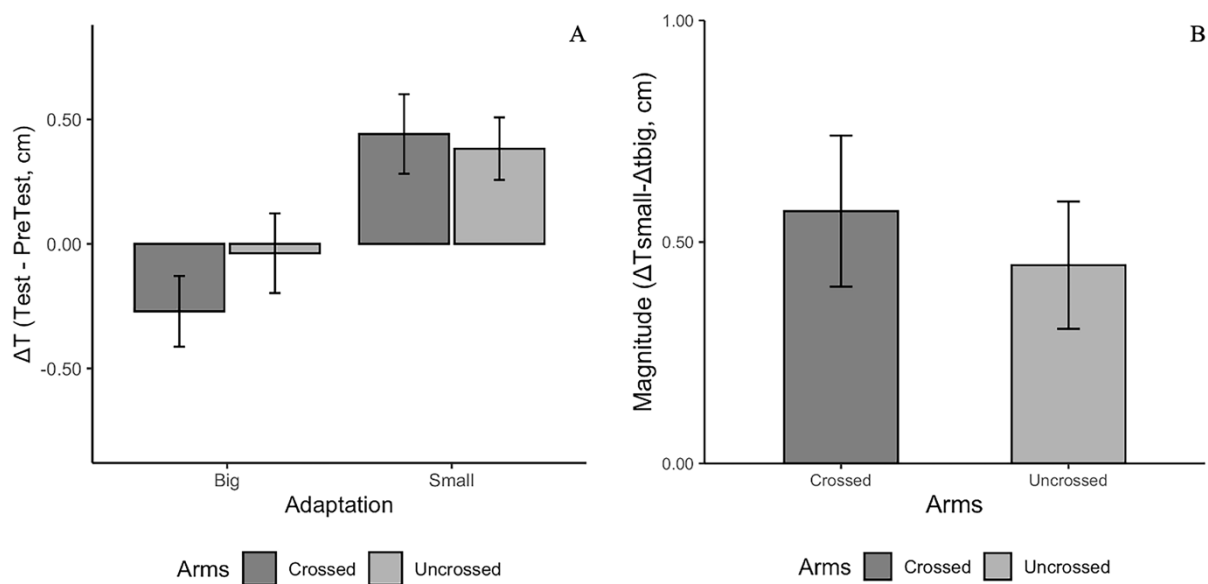 A
ΔT (Test - PreTest, cm)
0.50
0.00
-0.50
Big
Small
Adaptation
Arms Crossed Uncrossed
B
Magnitude (ΔTsmall-Δtbig, cm)
1.00
0.50
0.00
Crossed
Uncrossed
Arms
Arms Crossed Uncrossed